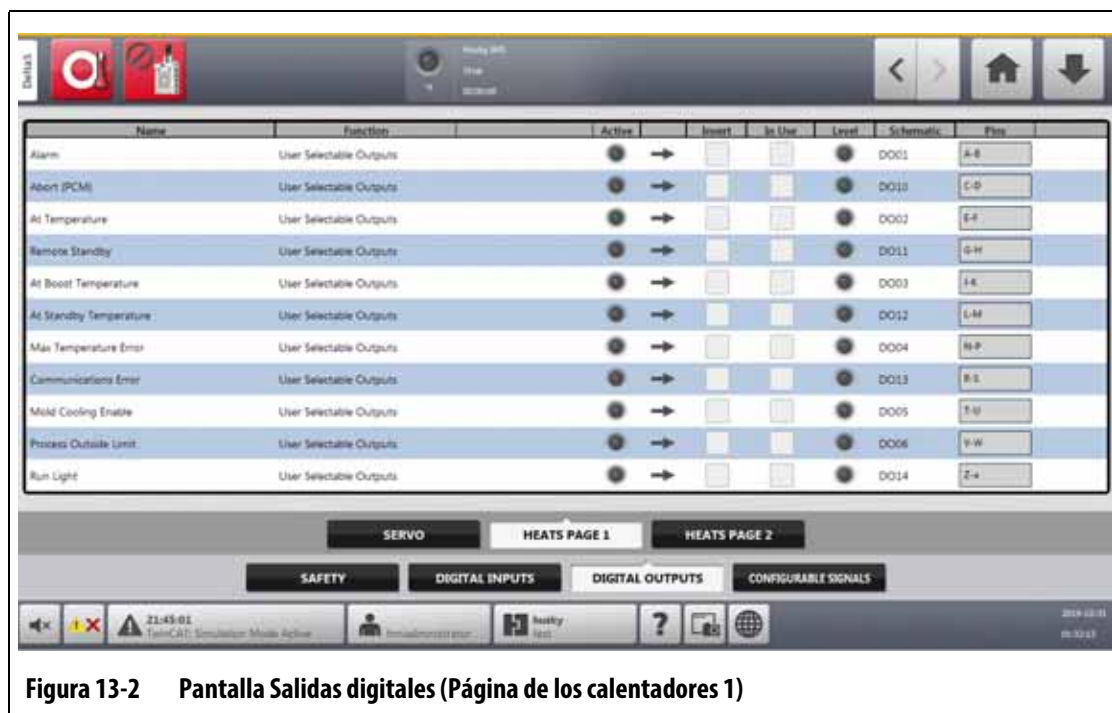 Delta3
Husky
Name Function Active Invert In Use Level Schematic Pins
Alarm User Selectable Outputs DO01 A-B
Abort (PCM) User Selectable Outputs DO10 C-D
At Temperature User Selectable Outputs DO02 E-F
Remote Standby User Selectable Outputs DO11 G-H
At Boost Temperature User Selectable Outputs DO03 J-K
At Standby Temperature User Selectable Outputs DO12 L-M
Max Temperature Error User Selectable Outputs DO04 N-P
Communications Error User Selectable Outputs DO13 R-S
Mold Cooling Enable User Selectable Outputs DO05 T-U
Process Outside Limit User Selectable Outputs DO06 V-W
Run Light User Selectable Outputs DO14
SERVO HEATS PAGE 1 HEATS PAGE 2
SAFETY DIGITAL INPUTS DIGITAL OUTPUTS CONFIGURABLE SIGNALS
21:45:01 husky
TwinCAT: Simulation Mode Active hmiadministrator test
Figura 13-2 Pantalla Salidas digitales (Página de los calentadores 1)